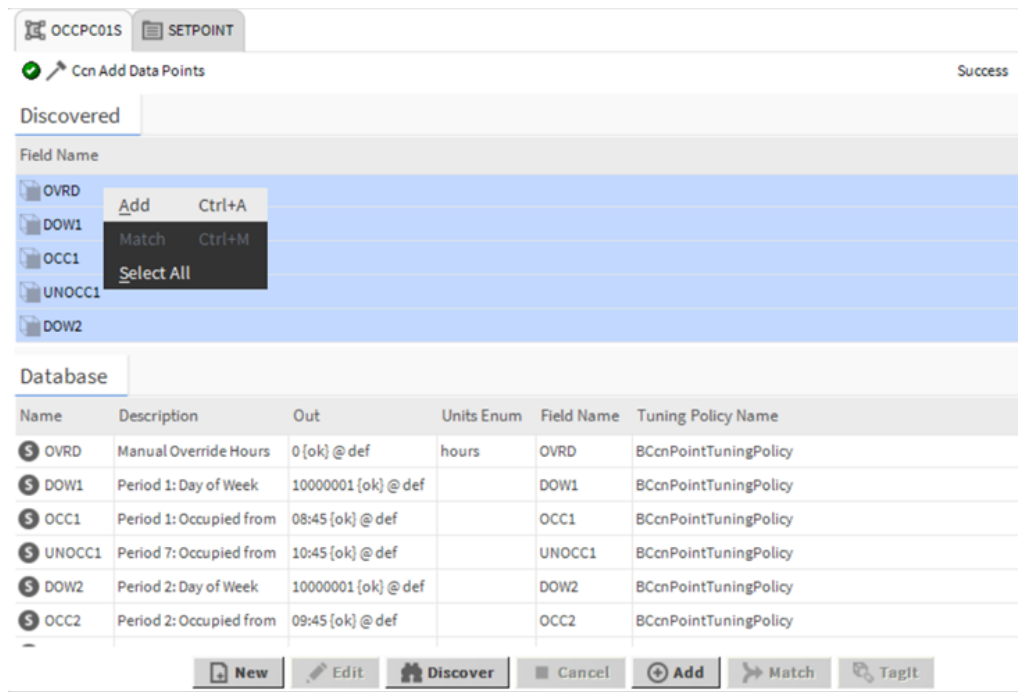 OCCPC01S SETPOINT
Ccn Add Data Points Success
Discovered
Field Name
OVRD
Add Ctrl+A
DOW1
Match Ctrl+M
OCC1
Select All
UNOCC1
DOW2
Database
Name Description Out Units Enum Field Name Tuning Policy Name
S OVRD Manual Override Hours 0 {ok} @ def hours OVRD BCcnPointTuningPolicy
S DOW1 Period 1: Day of Week 10000001 {ok} @ def DOW1 BCcnPointTuningPolicy
S OCC1 Period 1: Occupied from 08:45 {ok} @ def OCC1 BCcnPointTuningPolicy
S UNOCC1 Period 7: Occupied from 10:45 {ok} @ def UNOCC1 BCcnPointTuningPolicy
S DOW2 Period 2: Day of Week 10000001 {ok} @ def DOW2 BCcnPointTuningPolicy
S OCC2 Period 2: Occupied from 09:45 {ok} @ def OCC2 BCcnPointTuningPolicy
New Edit Discover Cancel Add Match TagIt